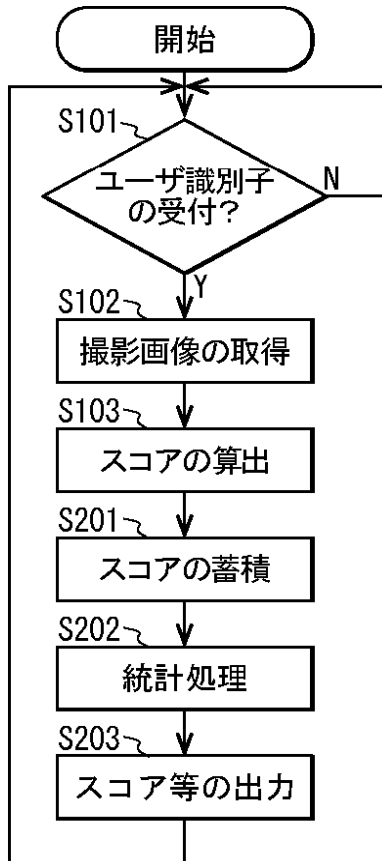 開始
S101
ユーザ識別子
の受付?
N
Y
S102
撮影画像の取得
S103
スコアの算出
S201
スコアの蓄積
S202
統計処理
S203
スコア等の出力